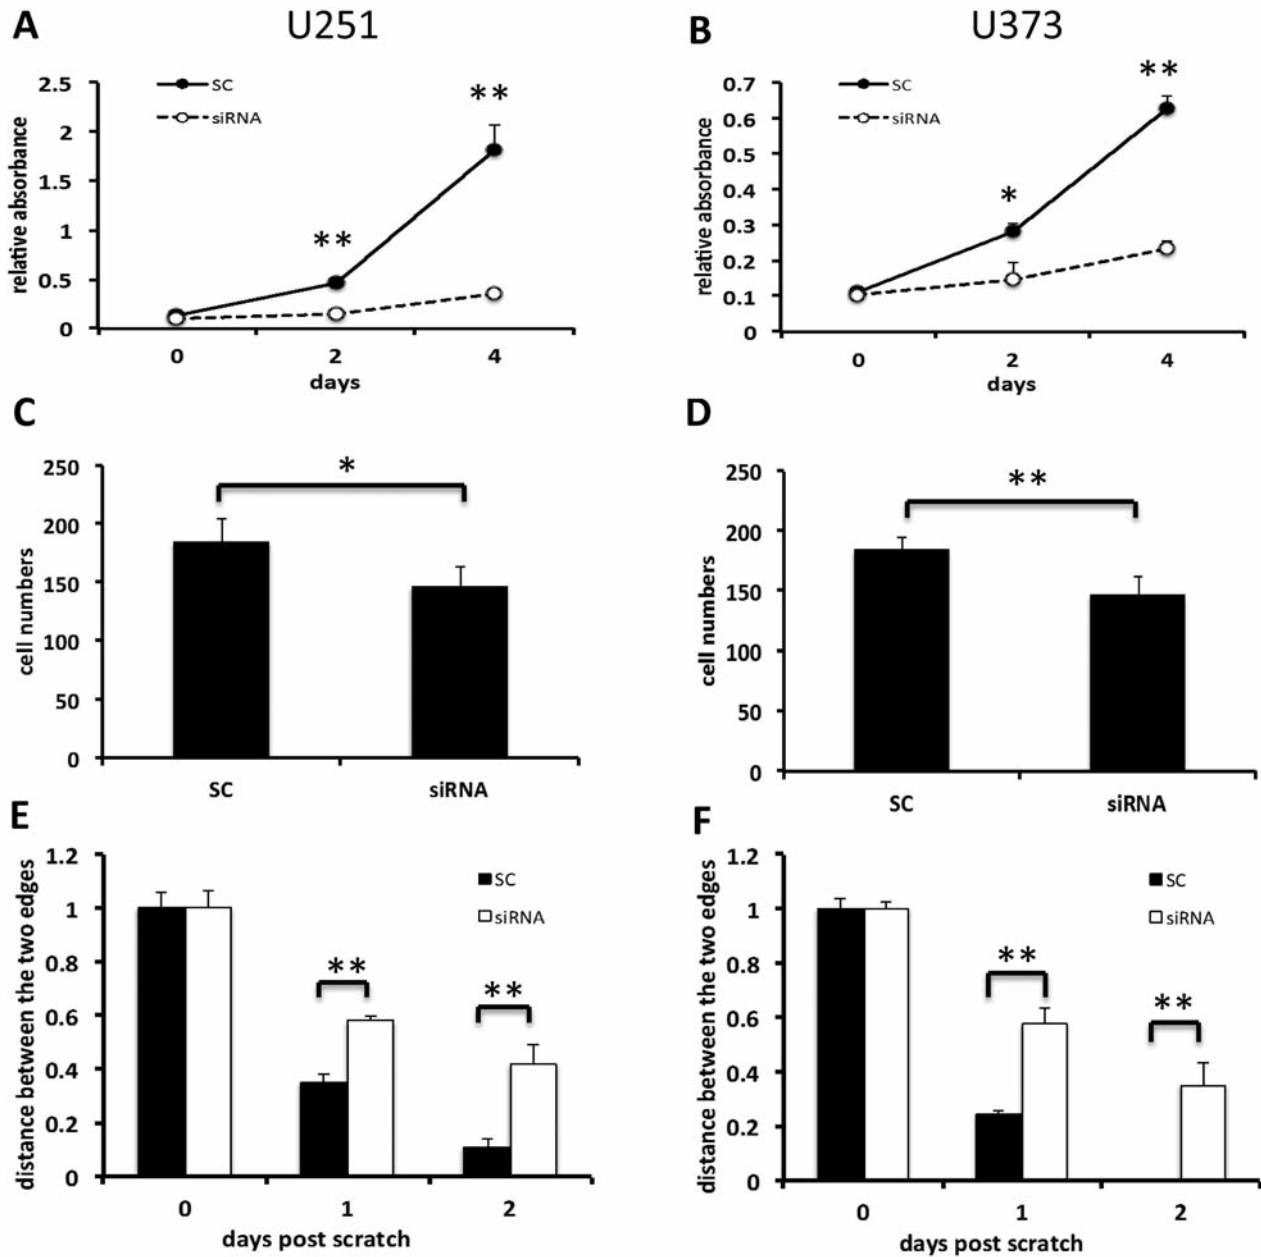 A
U251
2.5
2
1.5
1
0.5
0
relative absorbance
SC
siRNA
**
**
0 2 4
days
B
U373
0.7
0.6
0.5
0.4
0.3
0.2
0.1
0
relative absorbance
SC
siRNA
*
**
0 2 4
days
C
250
200
150
100
50
0
cell numbers
*
SC siRNA
D
250
200
150
100
50
0
cell numbers
**
SC siRNA
E
1.2
1
0.8
0.6
0.4
0.2
0
distance between the two edges
SC
siRNA
**
**
0 1 2
days post scratch
F
1.2
1
0.8
0.6
0.4
0.2
0
distance between the two edges
SC
siRNA
**
**
0 1 2
days post scratch